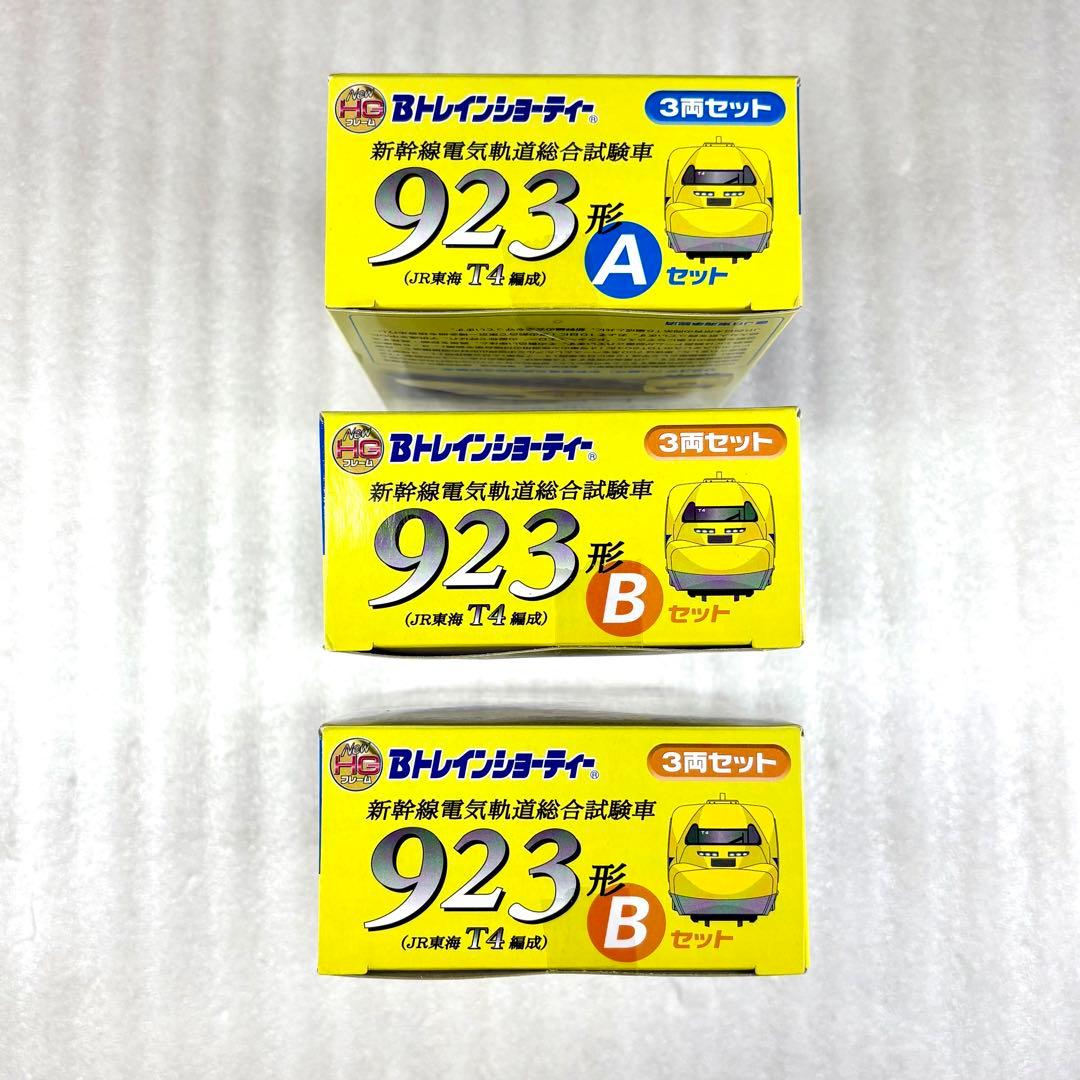 New
HG
フレーム
Bトレインショーティー®
3両セット
新幹線電気軌道総合試験車
T4
923形
Aセット
(JR東海 T4 編成)
New
HG
フレーム
Bトレインショーティー®
3両セット
新幹線電気軌道総合試験車
T4
923形
Bセット
(JR東海 T4 編成)
New
HG
フレーム
Bトレインショーティー®
3両セット
新幹線電気軌道総合試験車
T4
923形
Bセット
(JR東海 T4 編成)